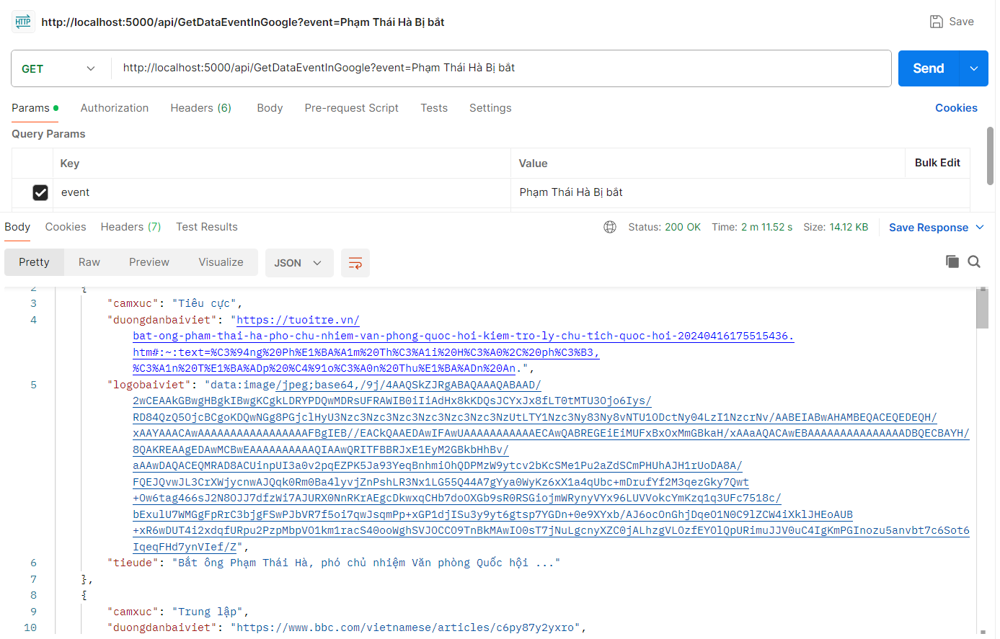 HTTP http://localhost:5000/api/GetDataEventInGoogle?event=Phạm Thái Hà Bị bắt Save
GET http://localhost:5000/api/GetDataEventInGoogle?event=Phạm Thái Hà Bị bắt Send
Params Authorization Headers (6) Body Pre-request Script Tests Settings Cookies
Query Params
Key Value Bulk Edit
event Phạm Thái Hà Bị bắt
Body Cookies Headers (7) Test Results Status: 200 OK Time: 2 m 11.52 s Size: 14.12 KB Save Response
Pretty Raw Preview Visualize JSON
2 {
3 "camxuc": "Tiêu cực",
4 "duongdanbaiviet": "https://tuoitre.vn/
bat-ong-pham-thai-ha-pho-chu-nhiem-van-phong-quoc-hoi-kiem-tro-ly-chu-tich-quoc-hoi-20240416175515436.
htm#:~:text=%C3%94ng%20Ph%E1%BA%A1m%20Th%C3%A1i%20H%C3%A0%2C%20ph%C3%B3,
%C3%A1n%20T%E1%BA%ADp%20%C4%91o%C3%A0n%20Thu%E1%BA%ADn%20An.",
5 "logobaiviet": "data:image/jpeg;base64,/9j/4AAQSkZJRgABAQAAAQABAAD/
2wCEAAkGBwgHBgkIBwgKCgkLDRYPDQwMDRsUFRAWIB0iIiAdHx8kKDQsJCYxJx8fLT0tMTU3Ojo6Iys/
RD84QzQ5OjcBCgoKDQwNGg8PGjclHyU3Nzc3Nzc3Nzc3Nzc3Nzc3NzUtLTY1Nzc3Ny83Ny8vNTU1ODctNy04LzI1NzcrNv/AABEIABwAHAMBEQACEQEDEQH/
xAAYAAACAwAAAAAAAAAAAAAAAAAFBgIEB//EACkQAAEDAwIFAwUAAAAAAAAAAAECAwQABREGEiEiMUFxBxOxMmGBkaH/xAAaAQACAwEBAAAAAAAAAAAAAAADBQECBAYH/
8QAKREAAgEDAwMCBwEAAAAAAAAAAQIAAwQRITFBBRJxE1EyM2GBkbHhBv/
aAAwDAQACEQMRAD8ACUinpUI3a0v2pqEZPK5Ja93YeqBnhmiOhQDPMzW9ytcv2bKcSMe1Pu2aZdSCmPHUhAJH1rUoDA8A/
FQEJQvwJL3CrXWjycnwAJQqk0Rm0Ba4lyvjZnPshLR3Nx1LG55Q44A7gYya0WyKz6xX1a4qUbc+mDrufYf2M3qezGky7Qwt
+Ow6tag466sJ2N8OJJ7dfzWi7AJURX0NnRKrAEgcDkwxqCHb7doOXGb9sR0RSGiojmWRynyVYx96LUVVokcYmKzq1q3UFc7518c/
bExulU7WMGgFpRrC3bjgFSwPJbVR7f5oi7qwJsqmPp+xGP1djISu3y9yt6gtsp7YGDn+0e9XYxb/AJ6ocOnGhjDqeO1N0C9lZCW4iXklJHEoAUB
+xR6wDUT4i2xdqfURpu2PzpMbpVO1km1racS40ooWghSVJOCCO9TnBkMAwIO0sT7jNuLgcnyXZC0jALhzgVLOzfEYOlQpURimuJJV0uC4IgKmPGInozu5anvbt7c6Sot6
IqeqFHd7ynVIef/Z",
6 "tieude": "Bắt ông Phạm Thái Hà, phó chủ nhiệm Văn phòng Quốc hội ..."
7 },
8 {
9 "camxuc": "Trung lập",
10 "duongdanbaiviet": "https://www.bbc.com/vietnamese/articles/c6py87y2yxro",